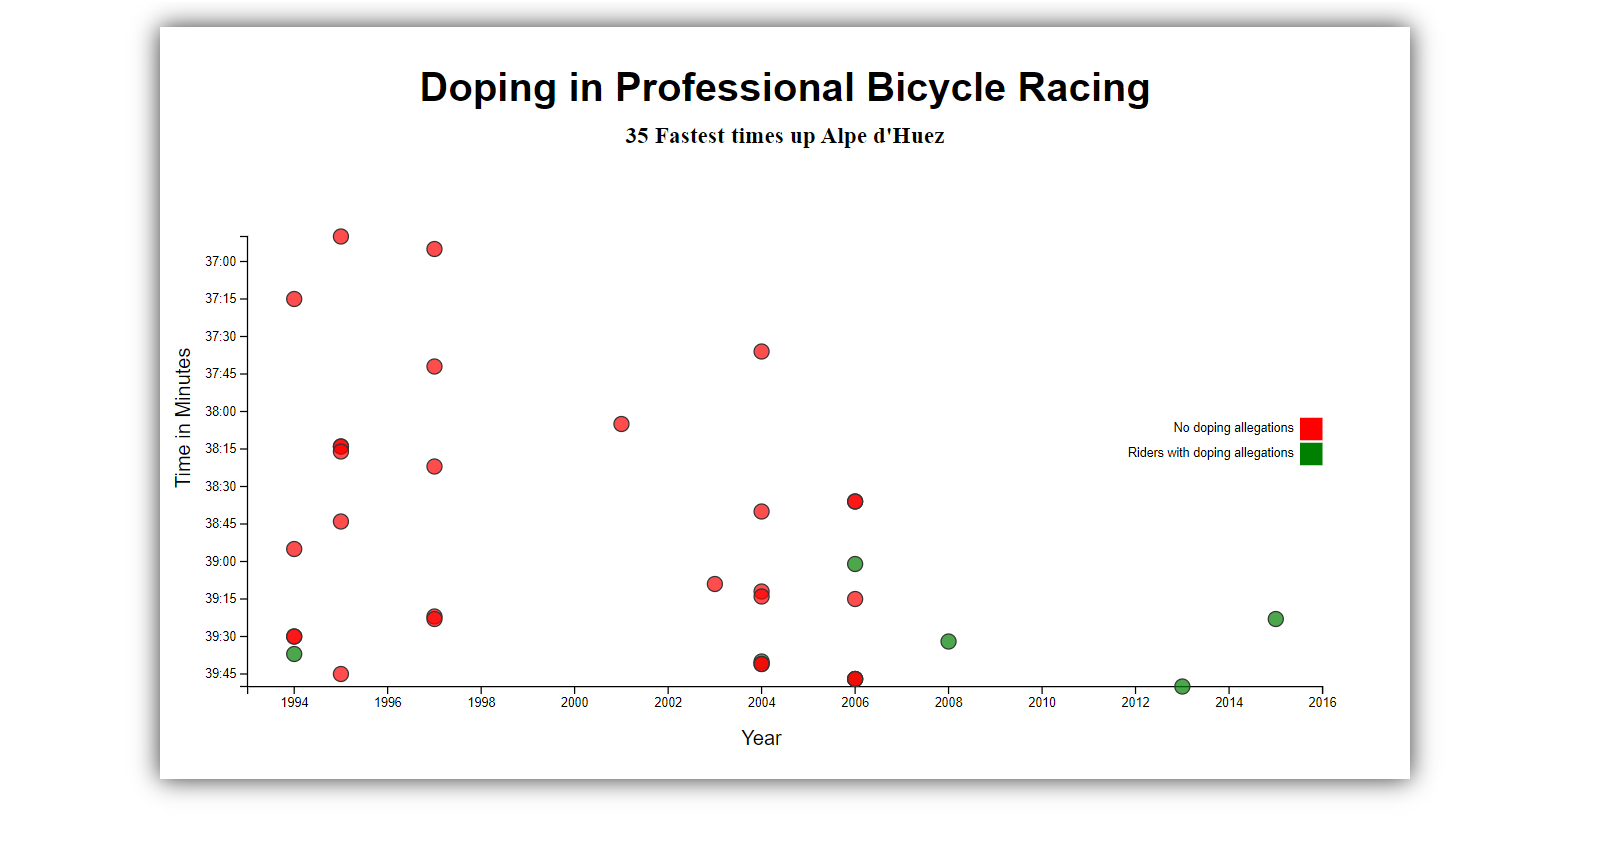 Doping in Professional Bicycle Racing
35 Fastest times up Alpe d'Huez
37:00
37:15
37:30
37:45
38:00
38:15
38:30
38:45
39:00
39:15
39:30
39:45
Time in Minutes
No doping allegations
Riders with doping allegations
1994 1996 1998 2000 2002 2004 2006 2008 2010 2012 2014 2016
Year